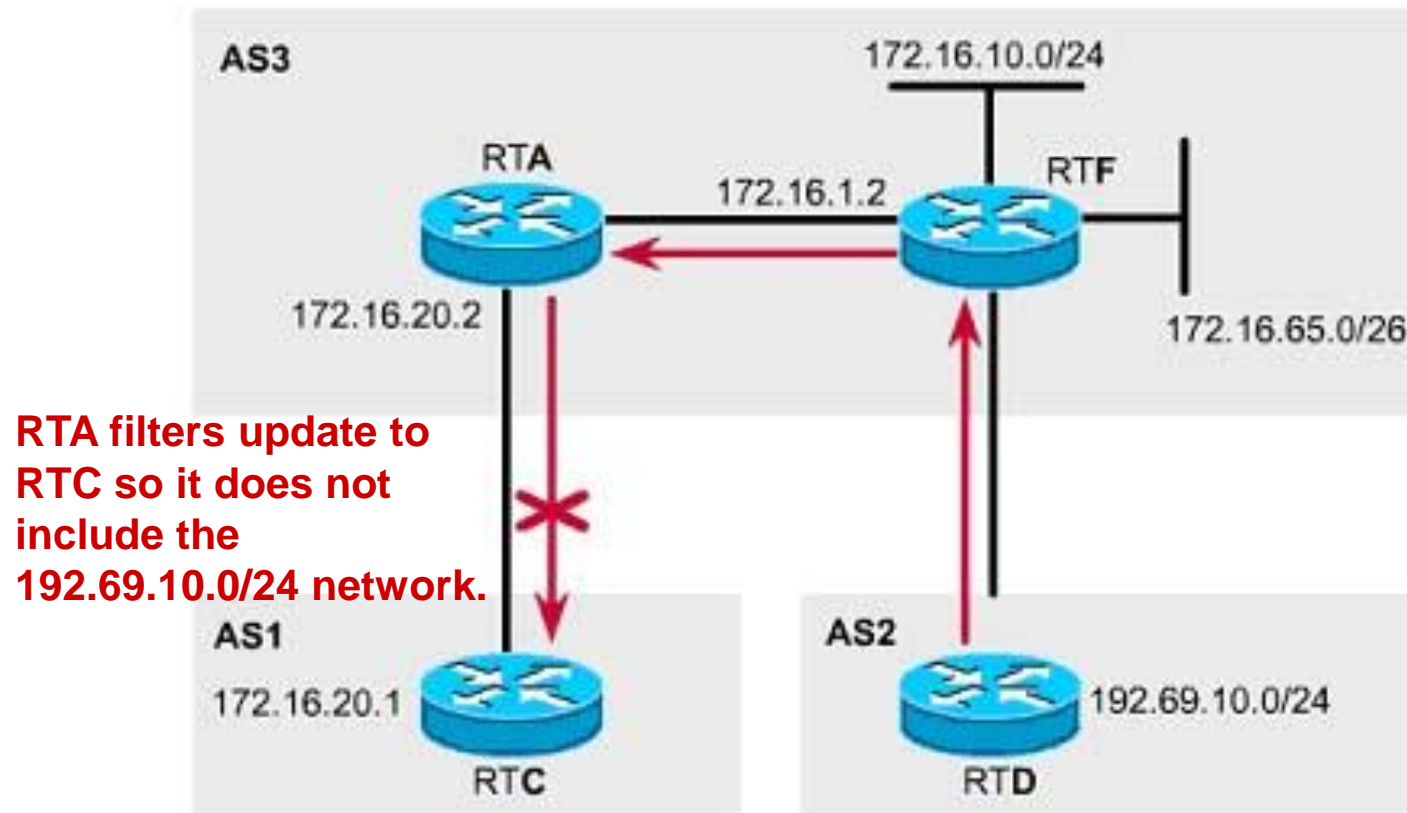 AS3
172.16.10.0/24
RTA
172.16.1.2
RTF
172.16.20.2
172.16.65.0/26
RTA filters update to
RTC so it does not
include the
192.69.10.0/24 network.
AS1
AS2
172.16.20.1
192.69.10.0/24
RTC
RTD